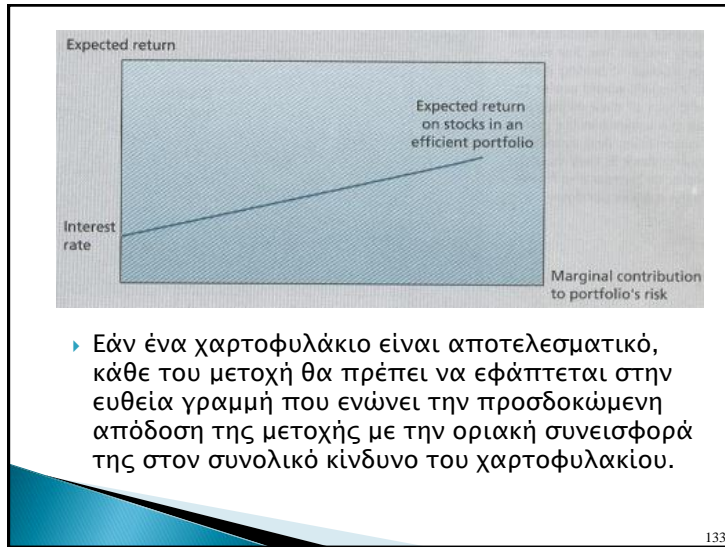 Expected return
Expected return
on stocks in an
efficient portfolio
Interest
rate
Marginal contribution
to portfolio's risk
Εάν ένα χαρτοφυλάκιο είναι αποτελεσματικό,
κάθε του μετοχή θα πρέπει να εφάπτεται στην
ευθεία γραμμή που ενώνει την προσδοκώμενη
απόδοση της μετοχής με την οριακή συνεισφορά
της στον συνολικό κίνδυνο του χαρτοφυλακίου.
133